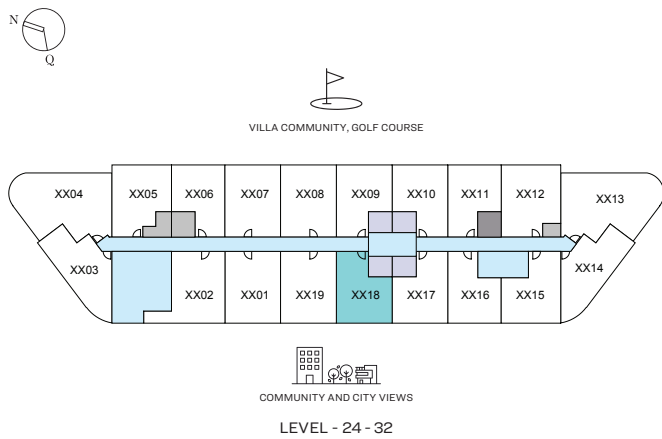 N
Q
VILLA COMMUNITY, GOLF COURSE
XX04 XX05 XX06 XX07 XX08 XX09 XX10 XX11 XX12 XX13
XX03 XX14
XX02 XX01 XX19 XX18 XX17 XX16 XX15
COMMUNITY AND CITY VIEWS
LEVEL - 24 - 32